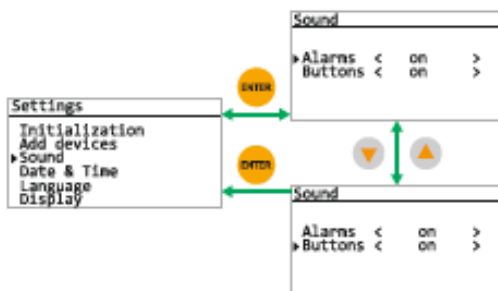 Sound
▸Alarms < on >
Buttons < on >
ENTER
Settings
Initialization
Add devices
▸Sound
Date & Time
Language
Display
ENTER
Sound
Alarms < on >
▸Buttons < on >